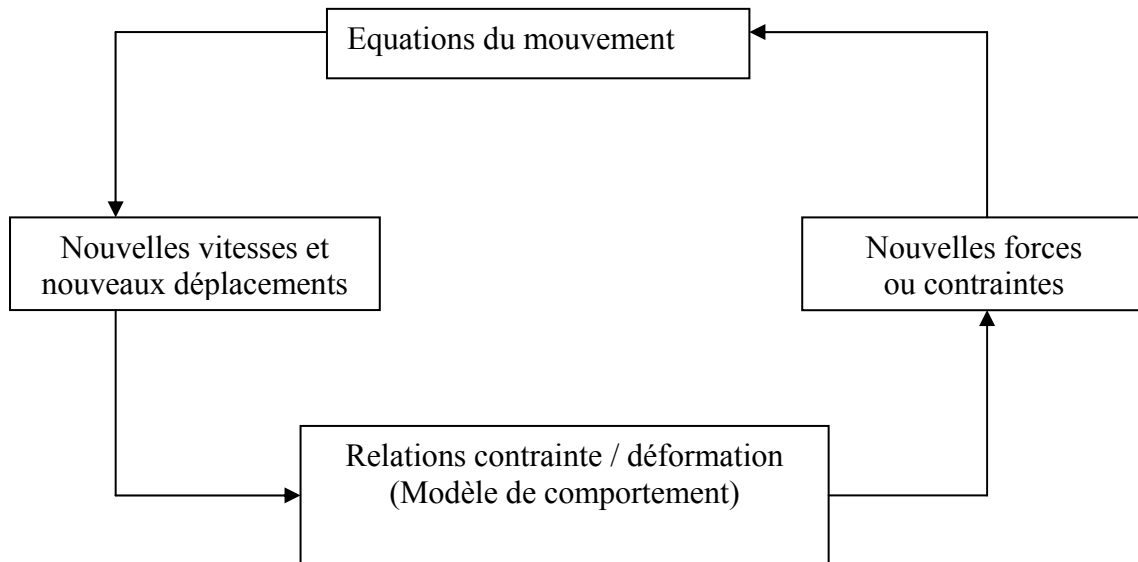 Equations du mouvement
Nouvelles vitesses et
nouveaux déplacements
Nouvelles forces
ou contraintes
Relations contrainte / déformation
(Modèle de comportement)